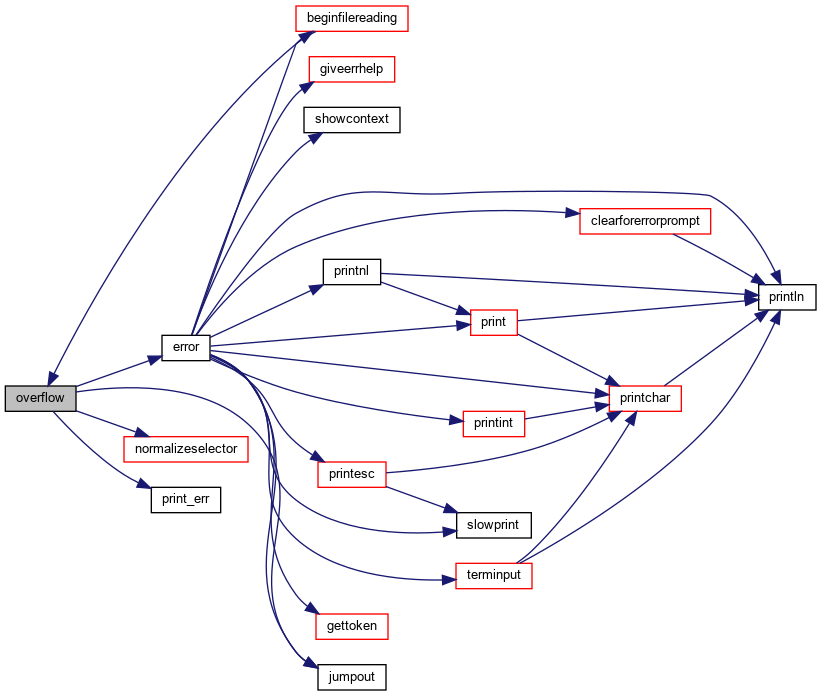 beginfilereading
giveerrhelp
showcontext
clearforerrorprompt
printnl
println
print
error
overflow
printchar
printint
normalizeselector
printesc
print_err
slowprint
terminput
gettoken
jumpout